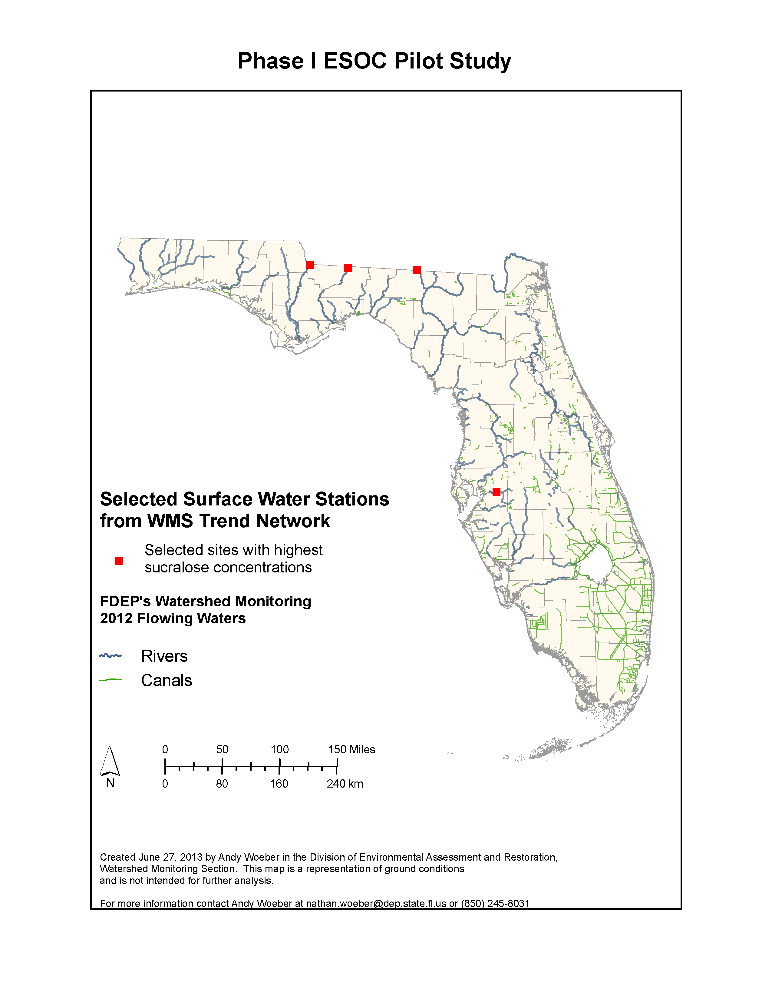 Phase I ESOC Pilot Study
Selected Surface Water Stations
from WMS Trend Network
Selected sites with highest
sucralose concentrations
FDEP's Watershed Monitoring
2012 Flowing Waters
Rivers
Canals
0 50 100 150 Miles
0 80 160 240 km
N
Created June 27, 2013 by Andy Woeber in the Division of Environmental Assessment and Restoration,
Watershed Monitoring Section. This map is a representation of ground conditions
and is not intended for further analysis.
For more information contact Andy Woeber at nathan.woeber@dep.state.fl.us or (850) 245-8031